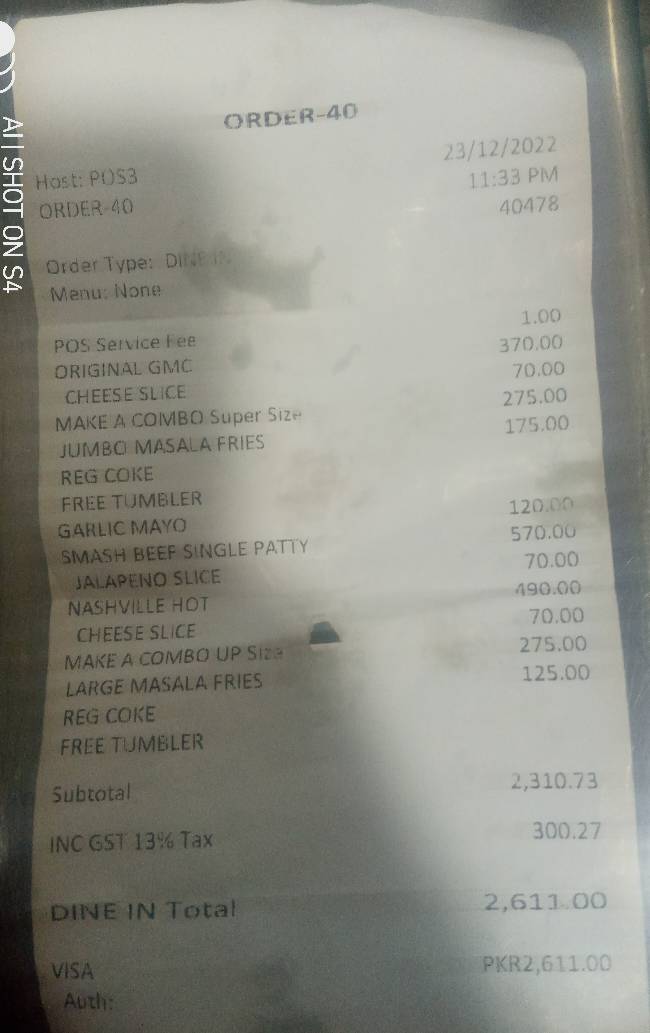 ORDER-40
23/12/2022
Host: POS3 11:33 PM
ORDER-40 40478
Order Type: DINE IN
Menu: None
POS Service Fee 1.00
ORIGINAL GMC 370.00
CHEESE SLICE 70.00
MAKE A COMBO Super Size 275.00
JUMBO MASALA FRIES 175.00
REG COKE
FREE TUMBLER
GARLIC MAYO 120.00
SMASH BEEF SINGLE PATTY 570.00
JALAPENO SLICE 70.00
NASHVILLE HOT 490.00
CHEESE SLICE 70.00
MAKE A COMBO UP Size 275.00
LARGE MASALA FRIES 125.00
REG COKE
FREE TUMBLER
Subtotal 2,310.73
INC GST 13% Tax 300.27
DINE IN Total 2,611.00
VISA PKR2,611.00
Auth:
AI | SHOT ON S4